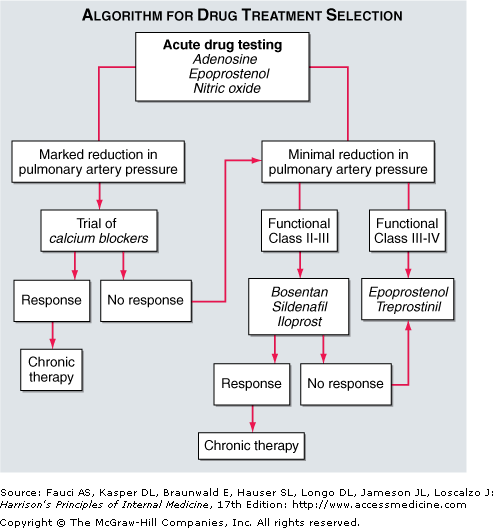 ALGORITHM FOR DRUG TREATMENT SELECTION
Acute drug testing
Adenosine
Epoprostenol
Nitric oxide
Marked reduction in
pulmonary artery pressure
Minimal reduction in
pulmonary artery pressure
Trial of
calcium blockers
Functional
Class II-III
Functional
Class III-IV
Response
No response
Bosentan
Sildenafil
Iloprost
Epoprostenol
Treprostinil
Chronic
therapy
Response
No response
Chronic therapy
Source: Fauci AS, Kasper DL, Braunwald E, Hauser SL, Longo DL, Jameson JL, Loscalzo J:
Harrison's Principles of Internal Medicine, 17th Edition: http://www.accessmedicine.com
Copyright © The McGraw-Hill Companies, Inc. All rights reserved.